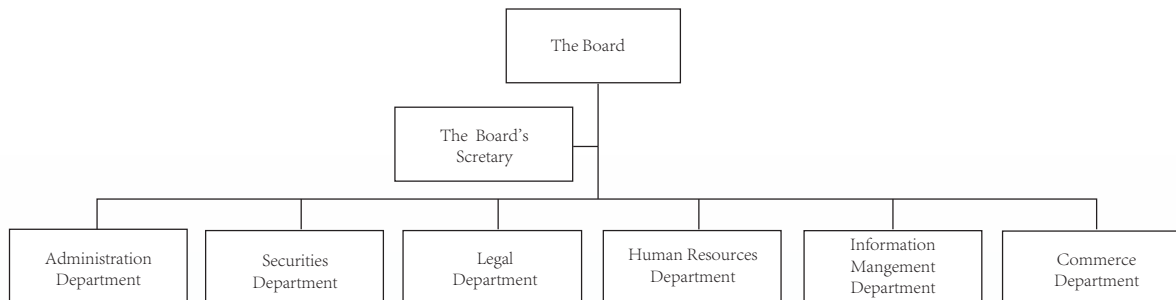 The Board
The Board's
Scretary
Administration
Department
Securities
Department
Legal
Department
Human Resources
Department
Information
Mangement
Department
Commerce
Department